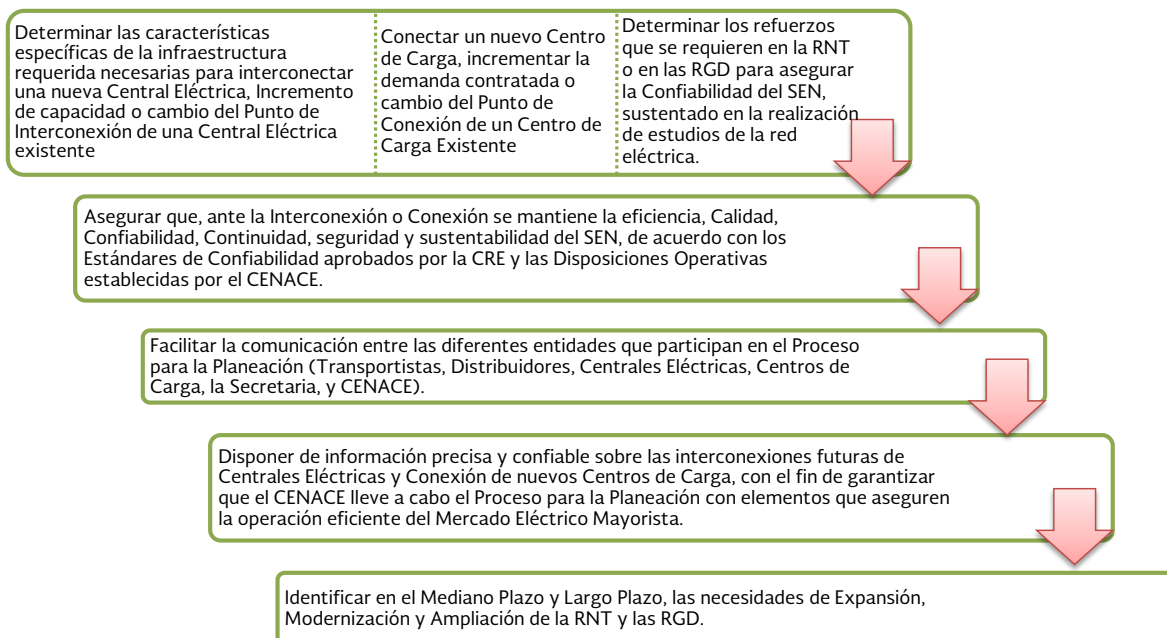 Determinar las características
específicas de la infraestructura
requerida necesarias para interconectar
una nueva Central Eléctrica, Incremento
de capacidad o cambio del Punto de
Interconexión de una Central Eléctrica
existente
Conectar un nuevo Centro
de Carga, incrementar la
demanda contratada o
cambio del Punto de
Conexión de un Centro de
Carga Existente
Determinar los refuerzos
que se requieren en la RNT
o en las RGD para asegurar
la Confiabilidad del SEN,
sustentado en la realización
de estudios de la red
eléctrica.
Asegurar que, ante la Interconexión o Conexión se mantiene la eficiencia, Calidad,
Confiabilidad, Continuidad, seguridad y sustentabilidad del SEN, de acuerdo con los
Estándares de Confiabilidad aprobados por la CRE y las Disposiciones Operativas
establecidas por el CENACE.
Facilitar la comunicación entre las diferentes entidades que participan en el Proceso
para la Planeación (Transportistas, Distribuidores, Centrales Eléctricas, Centros de
Carga, la Secretaria, y CENACE).
Disponer de información precisa y confiable sobre las interconexiones futuras de
Centrales Eléctricas y Conexión de nuevos Centros de Carga, con el fin de garantizar
que el CENACE lleve a cabo el Proceso para la Planeación con elementos que aseguren
la operación eficiente del Mercado Eléctrico Mayorista.
Identificar en el Mediano Plazo y Largo Plazo, las necesidades de Expansión,
Modernización y Ampliación de la RNT y las RGD.